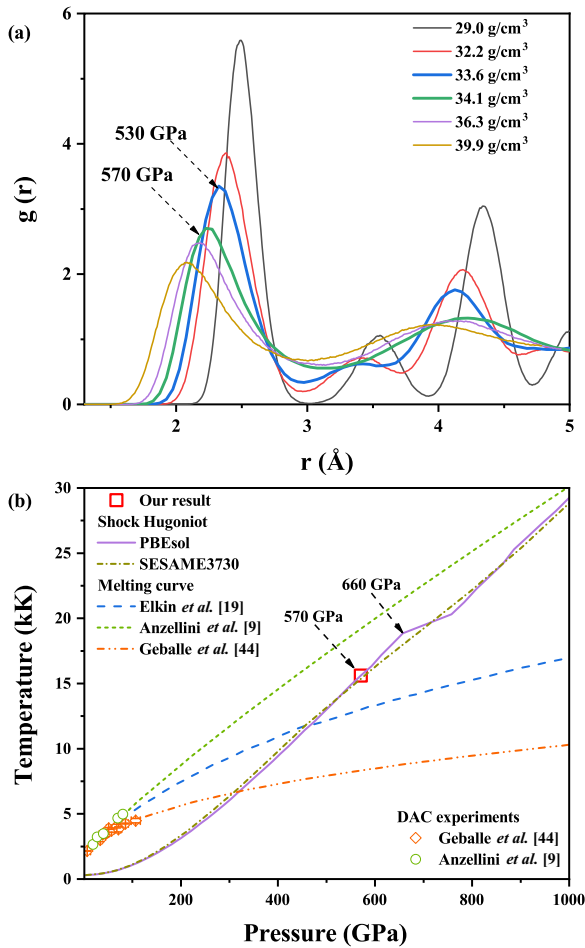 (a)
6
4
2
0
g (r)
29.0 g/cm³
32.2 g/cm³
33.6 g/cm³
34.1 g/cm³
36.3 g/cm³
39.9 g/cm³
530 GPa
570 GPa
2 3 4 5
r (Å)
(b)
30
25
20
15
10
5
0
Temperature (kK)
Our result
Shock Hugoniot
PBEsol
SESAME3730
Melting curve
Elkin et al. [19]
Anzellini et al. [9]
Geballe et al. [44]
660 GPa
570 GPa
DAC experiments
Geballe et al. [44]
Anzellini et al. [9]
200 400 600 800 1000
Pressure (GPa)